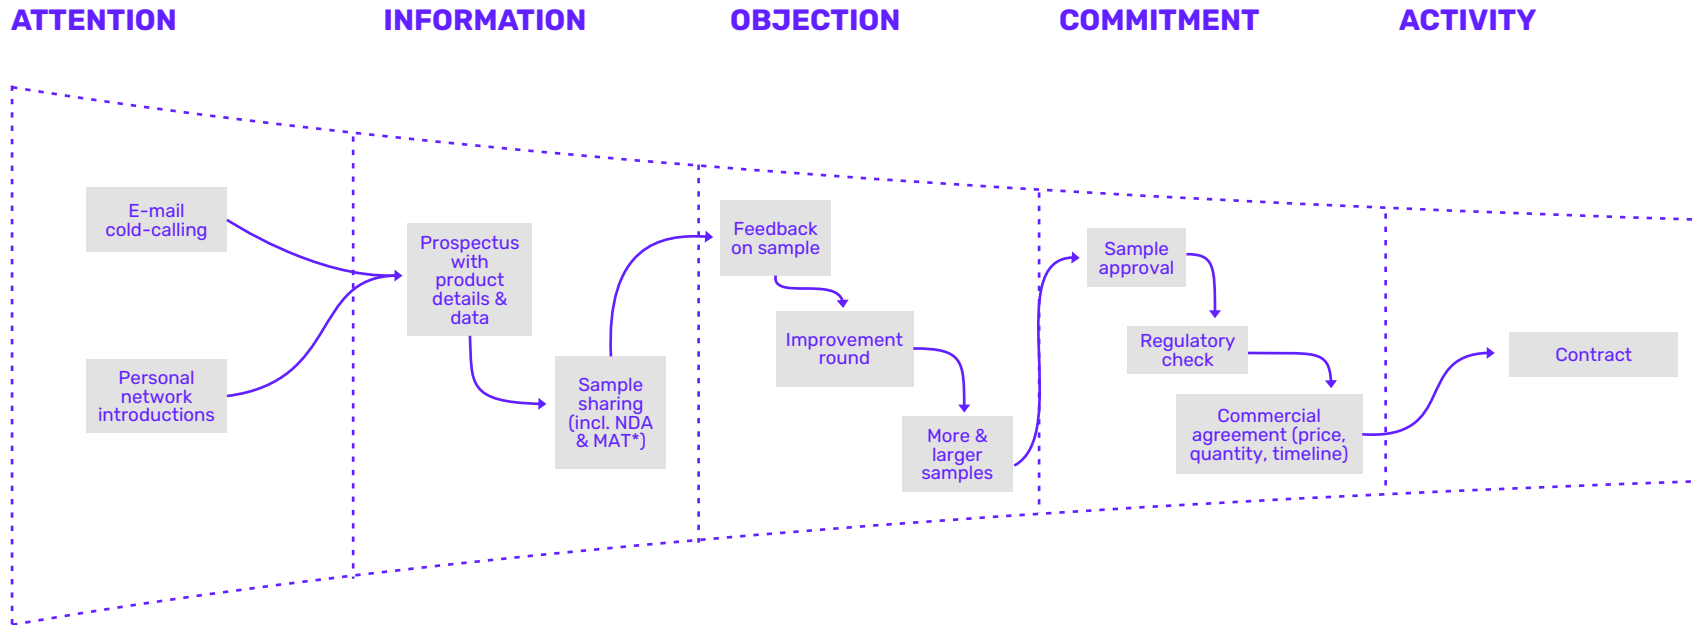 ATTENTION
INFORMATION
OBJECTION
COMMITMENT
ACTIVITY
E-mail
cold-calling
Personal
network
introductions
Prospectus
with
product
details &
data
Sample
sharing
(incl. NDA
& MAT*)
Feedback
on sample
Improvement
round
More &
larger
samples
Sample
approval
Regulatory
check
Commercial
agreement (price,
quantity, timeline)
Contract